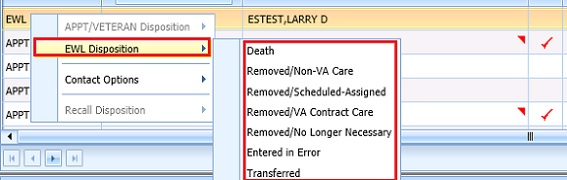 EWL APPT/VETERAN Disposition ESTEST,LARRY D
APPT EWL Disposition
Death
APPT
Removed/Non-VA Care
APPT Contact Options
Removed/Scheduled-Assigned
APPT Recall Disposition Removed/VA Contract Care
Removed/No Longer Necessary
Entered in Error
Transferred